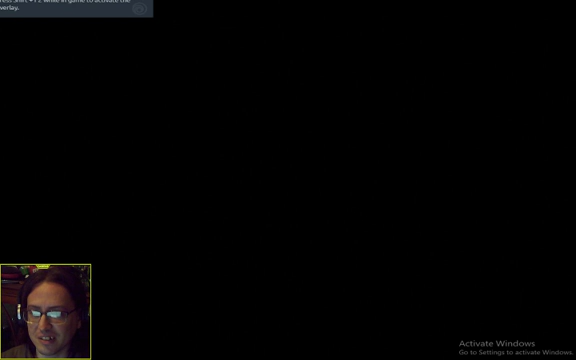 while in game to activate the
overlay.
Activate Windows
Go to Settings to activate Windows.